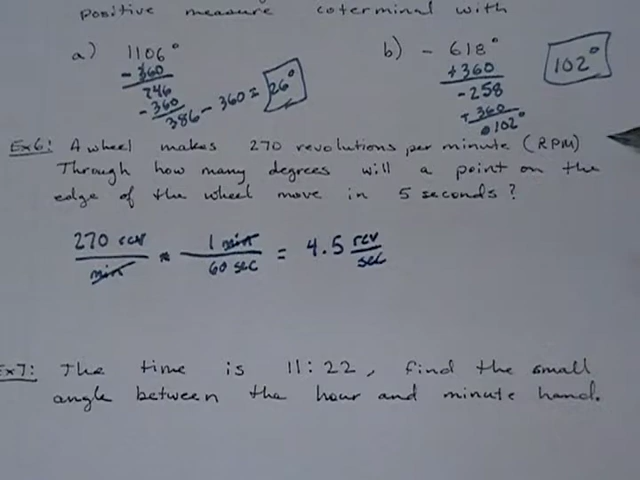 positive measure coterminal with
a) 1106°
- 360
746
- 360
386 - 360 = 26°
b) - 618°
+ 360
- 258
+ 360
102°
102°
Ex6: A wheel makes 270 revolutions per minute (RPM)
Through how many degrees will a point on the
edge of the wheel move in 5 seconds?
270 rev/min * 1 min/60 sec = 4.5 rev/sec
Ex7: The time is 11:22, find the small
angle between the hour and minute hand.